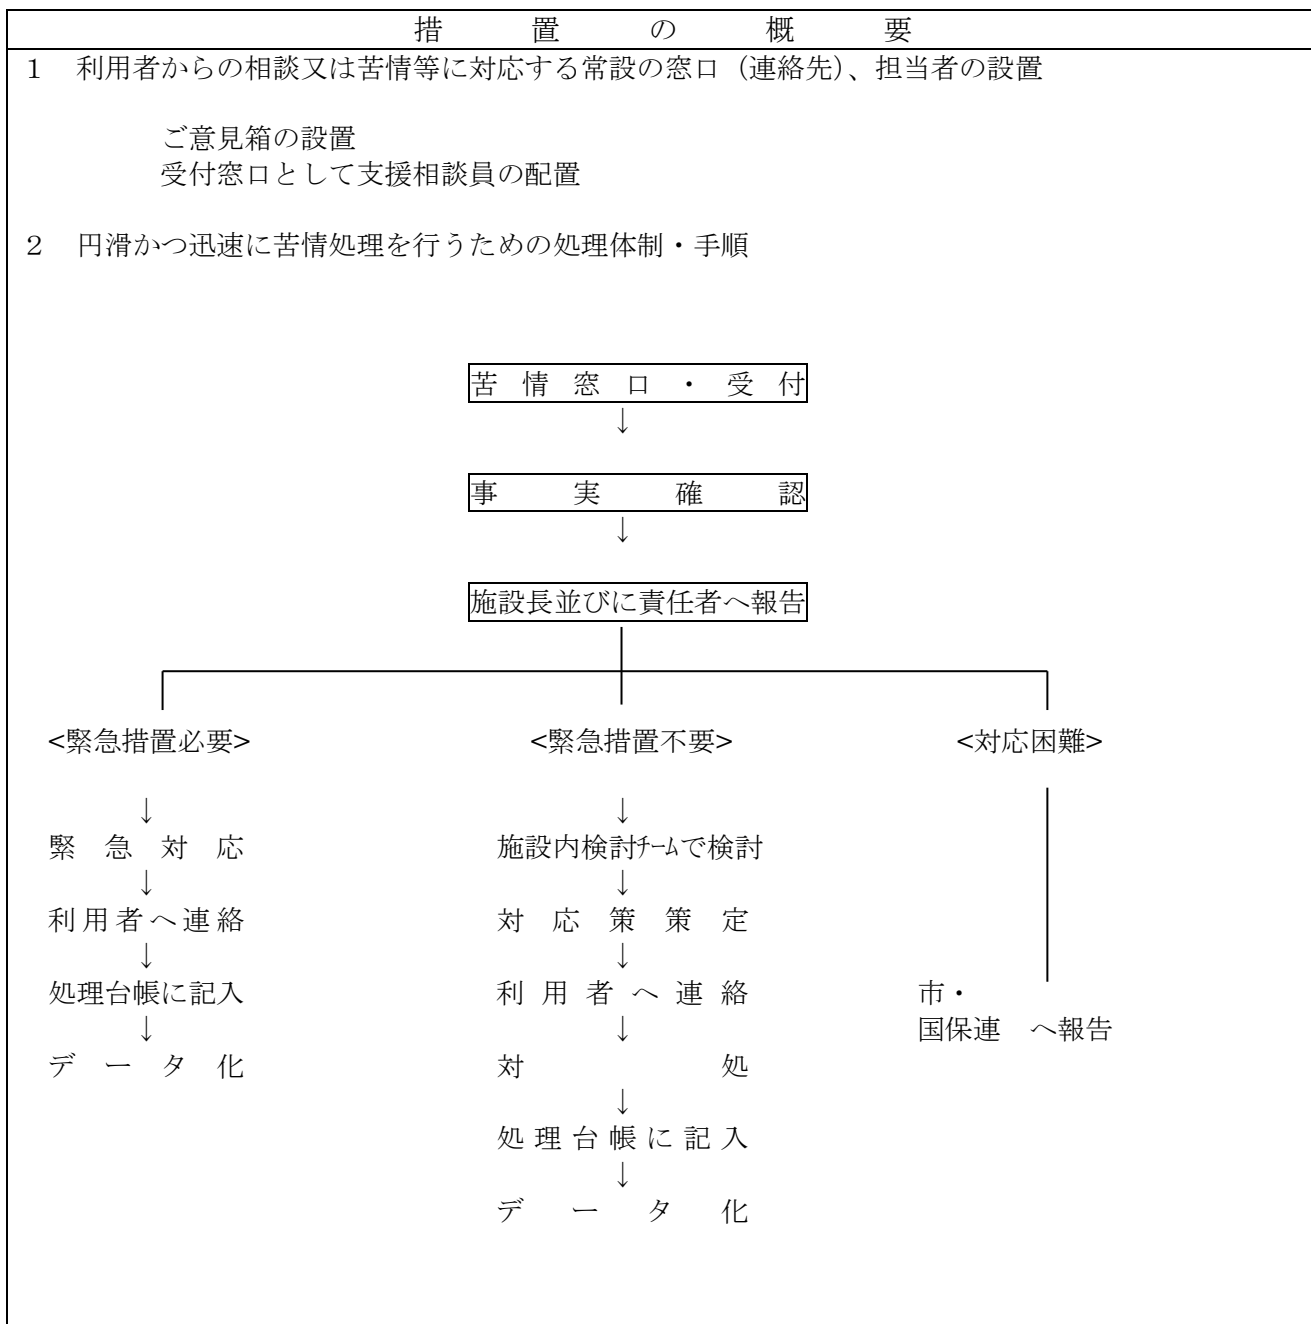 措置の概要
１　利用者からの相談又は苦情等に対応する常設の窓口（連絡先）、担当者の設置
ご意見箱の設置
受付窓口として支援相談員の配置
２　円滑かつ迅速に苦情処理を行うための処理体制・手順
苦情窓口・受付
↓
事実確認
↓
施設長並びに責任者へ報告
<緊急措置必要>　<緊急措置不要>　<対応困難>
↓　↓
緊急対応　施設内検討ﾁｰﾑで検討
↓　↓
利用者へ連絡　対応策策定
↓　↓
処理台帳に記入　利用者へ連絡　市・
↓　↓　国保連　へ報告
データ化　対処
↓
処理台帳に記入
↓
データ化